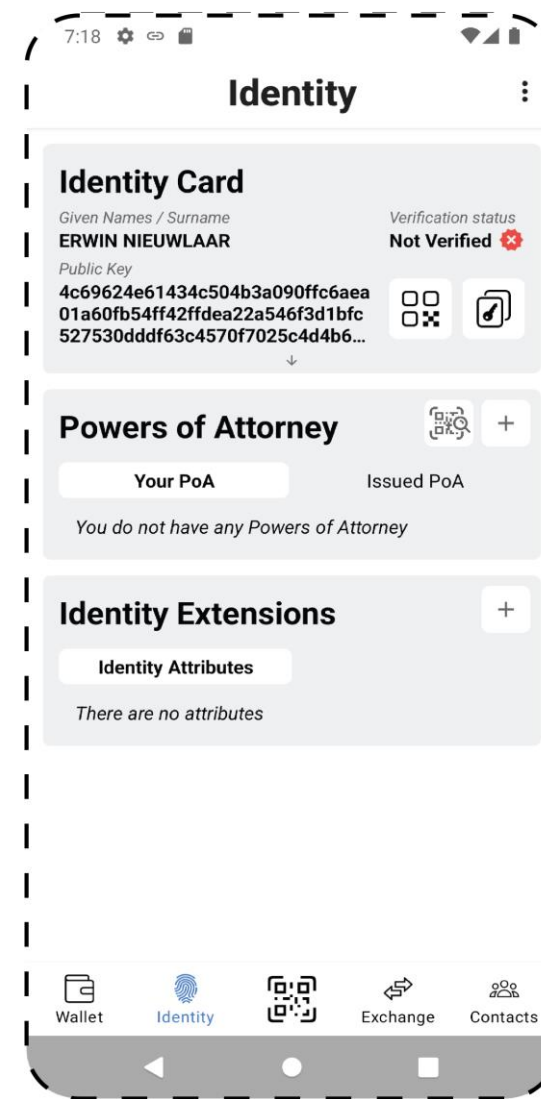 7:18
Identity
Identity Card
Given Names / Surname
Verification status
ERWIN NIEUWLAAR
Not Verified
Public Key
4c69624e61434c504b3a090ffc6aea
01a60fb54ff42ffdea22a546f3d1bfc
527530dddf63c4570f7025c4d4b6...
Powers of Attorney
Your PoA
Issued PoA
You do not have any Powers of Attorney
Identity Extensions
Identity Attributes
There are no attributes
Wallet
Identity
Exchange
Contacts